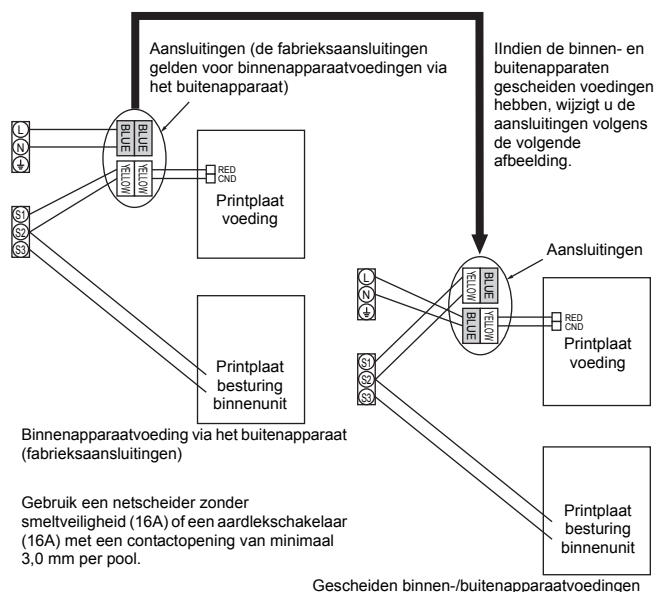 Aansluitingen (de fabrieksaansluitingen
gelden voor binnenapparaatvoedingen via
het buitenapparaat)
IIndien de binnen- en
buitenapparaten
gescheiden voedingen
hebben, wijzigt u de
aansluitingen volgens
de volgende
afbeelding.
L
N
BLUE
BLUE
YELLOW
YELLOW
RED
CND
Printplaat
voeding
S1
S2
S3
Printplaat
besturing
binnenunit
Binnenapparaatvoeding via het buitenapparaat
(fabrieksaansluitingen)
Gebruik een netscheider zonder
smeltveiligheid (16A) of een aardlekschakelaar
(16A) met een contactopening van minimaal
3,0 mm per pool.
Aansluitingen
L
N
YELLOW
BLUE
BLUE
YELLOW
RED
CND
Printplaat
voeding
S1
S2
S3
Printplaat
besturing
binnenunit
Gescheiden binnen-/buitenapparaatvoedingen